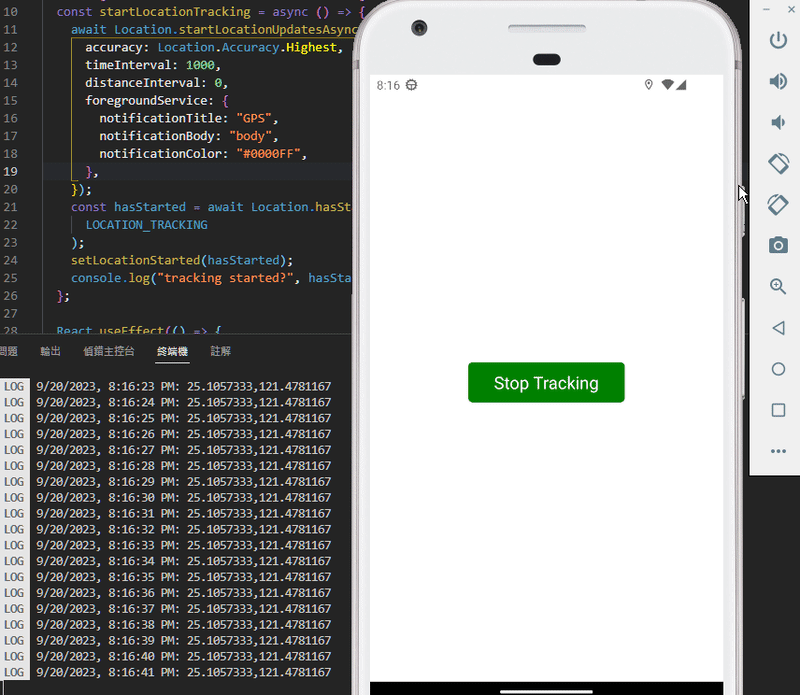 10 const startLocationTracking = async () => {
11 await Location.startLocationUpdatesAsync
12 accuracy: Location.Accuracy.Highest,
13 timeInterval: 1000,
14 distanceInterval: 0,
15 foregroundService: {
16 notificationTitle: "GPS",
17 notificationBody: "body",
18 notificationColor: "#0000FF",
19 },
20 });
21 const hasStarted = await Location.hasSt
22 LOCATION_TRACKING
23 );
24 setLocationStarted(hasStarted);
25 console.log("tracking started?", hasSta
26 };
27
28 React.useEffect(() => {
問題 輸出 偵錯主控台 終端機 註解
LOG 9/20/2023, 8:16:23 PM: 25.1057333,121.4781167
LOG 9/20/2023, 8:16:24 PM: 25.1057333,121.4781167
LOG 9/20/2023, 8:16:25 PM: 25.1057333,121.4781167
LOG 9/20/2023, 8:16:26 PM: 25.1057333,121.4781167
LOG 9/20/2023, 8:16:27 PM: 25.1057333,121.4781167
LOG 9/20/2023, 8:16:28 PM: 25.1057333,121.4781167
LOG 9/20/2023, 8:16:29 PM: 25.1057333,121.4781167
LOG 9/20/2023, 8:16:30 PM: 25.1057333,121.4781167
LOG 9/20/2023, 8:16:31 PM: 25.1057333,121.4781167
LOG 9/20/2023, 8:16:32 PM: 25.1057333,121.4781167
LOG 9/20/2023, 8:16:33 PM: 25.1057333,121.4781167
LOG 9/20/2023, 8:16:34 PM: 25.1057333,121.4781167
LOG 9/20/2023, 8:16:35 PM: 25.1057333,121.4781167
LOG 9/20/2023, 8:16:36 PM: 25.1057333,121.4781167
LOG 9/20/2023, 8:16:37 PM: 25.1057333,121.4781167
LOG 9/20/2023, 8:16:38 PM: 25.1057333,121.4781167
LOG 9/20/2023, 8:16:39 PM: 25.1057333,121.4781167
LOG 9/20/2023, 8:16:40 PM: 25.1057333,121.4781167
LOG 9/20/2023, 8:16:41 PM: 25.1057333,121.4781167
8:16
Stop Tracking